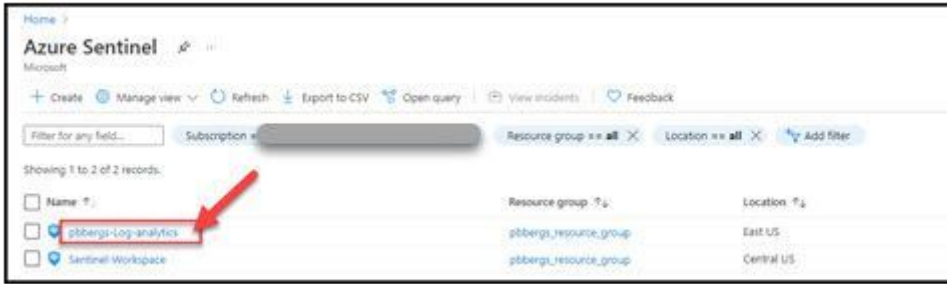 Home >
Azure Sentinel
Microsoft
+ Create Manage view Refresh Export to CSV Open query View incidents Feedback
Filter for any field... Subscription == Resource group == all Location == all Add filter
Showing 1 to 2 of 2 records.
Name Resource group Location
pbbergs-Log-analytics pbbergs_resource_group East US
Sentinel-Workspace pbbergs_resource_group Central US